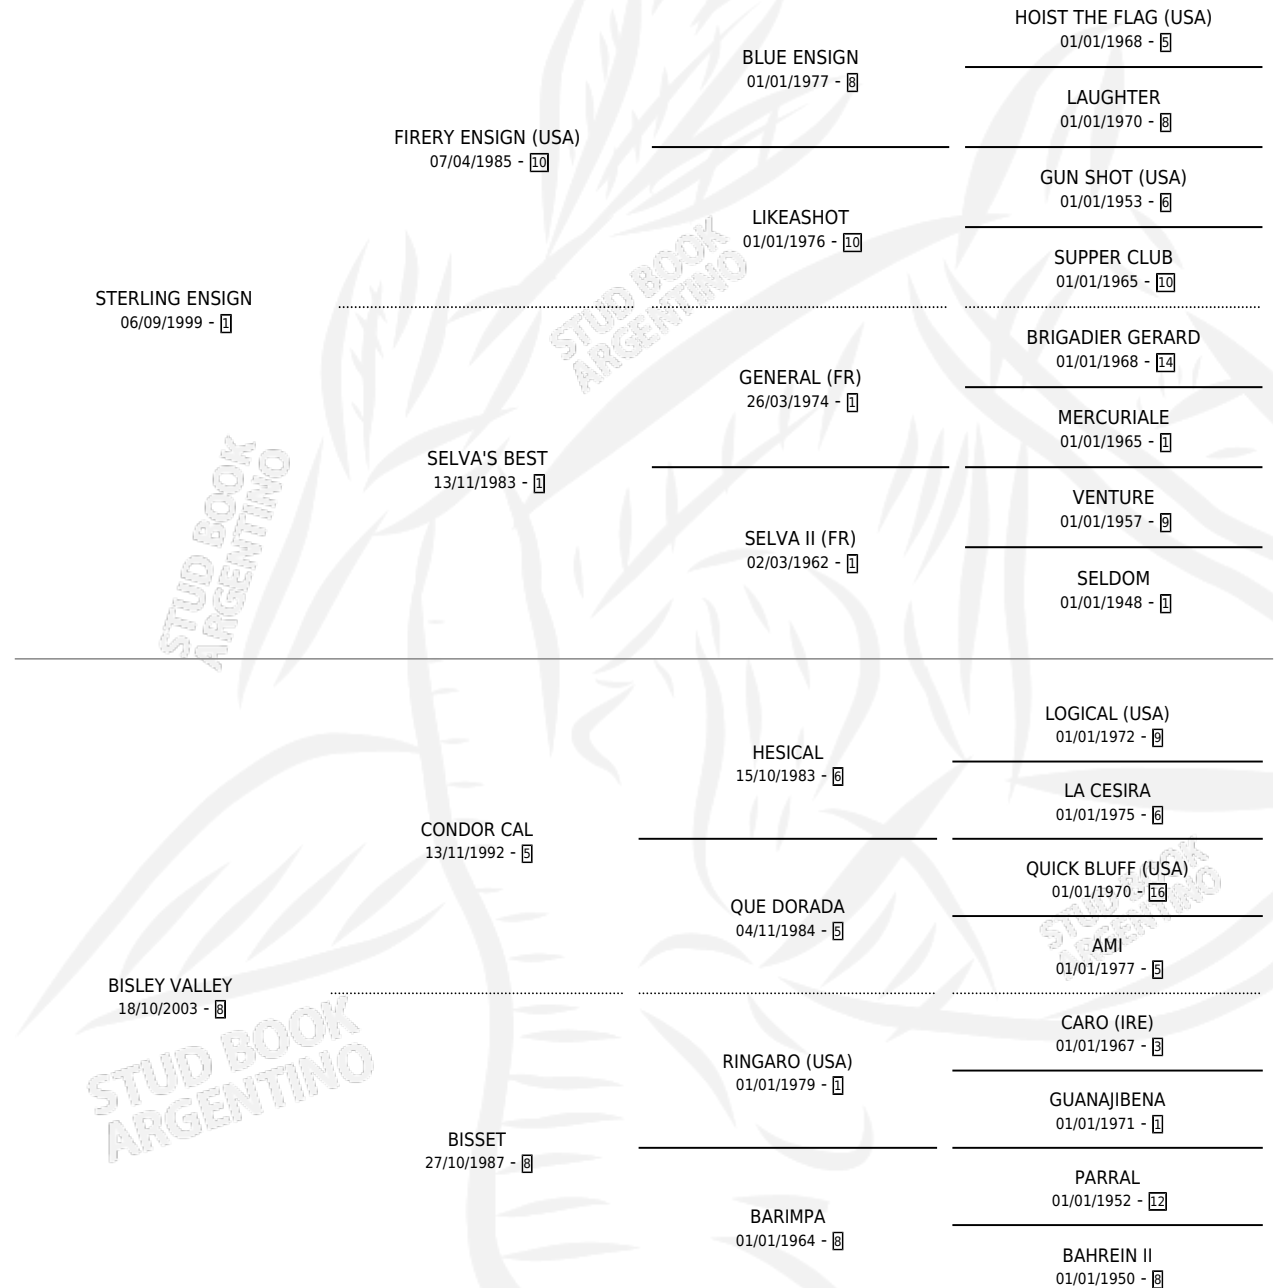 HOIST THE FLAG (USA)
01/01/1968 - 5
BLUE ENSIGN
01/01/1977 - 8
LAUGHTER
01/01/1970 - 8
FIRERY ENSIGN (USA)
07/04/1985 - 10
GUN SHOT (USA)
01/01/1953 - 6
LIKEASHOT
01/01/1976 - 10
SUPPER CLUB
01/01/1965 - 10
STERLING ENSIGN
06/09/1999 - 1
BRIGADIER GERARD
01/01/1968 - 14
GENERAL (FR)
26/03/1974 - 1
MERCURIALE
01/01/1965 - 1
SELVA'S BEST
13/11/1983 - 1
VENTURE
01/01/1957 - 9
SELVA II (FR)
02/03/1962 - 1
SELDOM
01/01/1948 - 1
STUD BOOK
ARGENTINO
STUD BOOK
ARGENTINO
LOGICAL (USA)
01/01/1972 - 9
HESICAL
15/10/1983 - 6
LA CESIRA
01/01/1975 - 6
CONDOR CAL
13/11/1992 - 5
QUICK BLUFF (USA)
01/01/1970 - 16
QUE DORADA
04/11/1984 - 5
AMI
01/01/1977 - 5
STUD BOOK
ARGENTINO
BISLEY VALLEY
18/10/2003 - 8
CARO (IRE)
01/01/1967 - 3
RINGARO (USA)
01/01/1979 - 1
GUANAJIBENA
01/01/1971 - 1
STUD BOOK
ARGENTINO
BISSET
27/10/1987 - 8
PARRAL
01/01/1952 - 12
BARIMPA
01/01/1964 - 8
BAHREIN II
01/01/1950 - 8